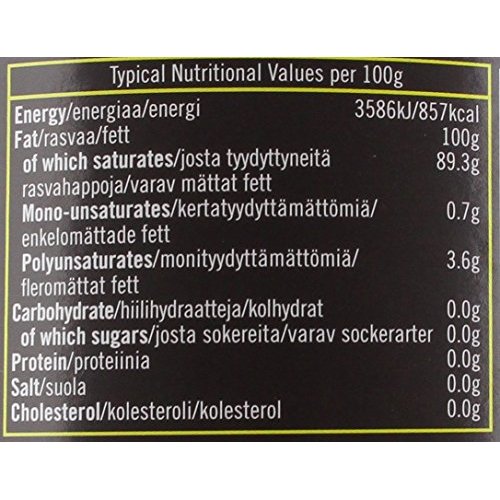 Typical Nutritional Values per 100g
Energy/energiaa/energi 3586kJ/857kcal
Fat/rasvaa/fett 100g
of which saturates/josta tyydyttyneitä 89.3g
rasvahappoja/varav mättat fett
Mono-unsaturates/kertatyydyttämättömiä/ 0.7g
enkelomättade fett
Polyunsaturates/monityydyttämättömiä/ 3.6g
fleromättat fett
Carbohydrate/hiilihydraatteja/kolhydrat 0.0g
of which sugars/josta sokereita/varav sockerarter 0.0g
Protein/proteiinia 0.0g
Salt/suola 0.0g
Cholesterol/kolesteroli/kolesterol 0.0g